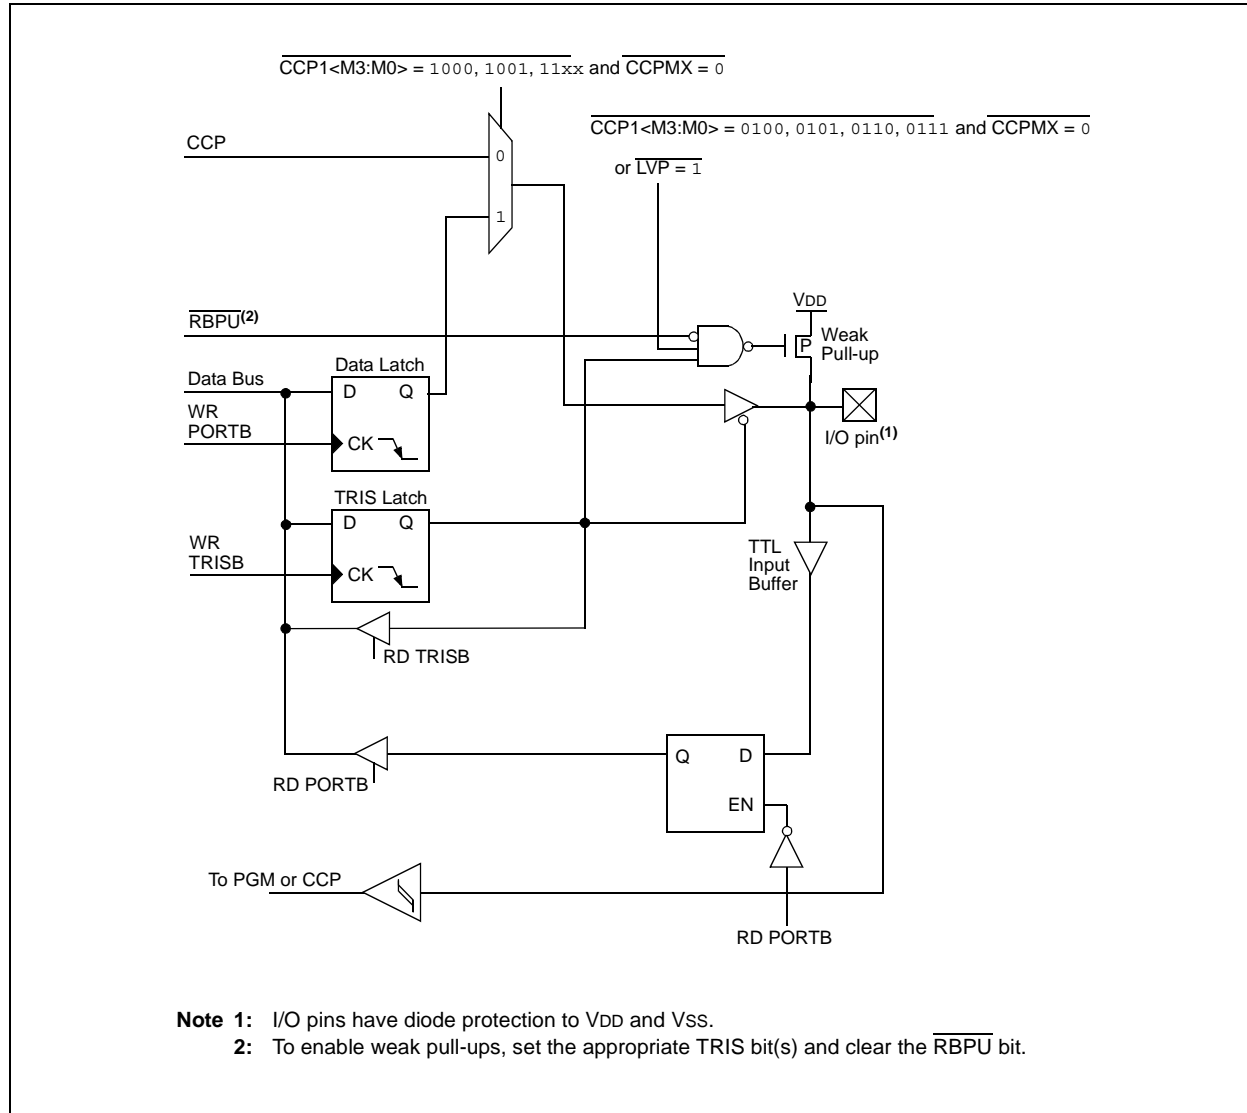 CCP1<M3:M0> = 1000, 1001, 11xx and CCPMX = 0
CCP1<M3:M0> = 0100, 0101, 0110, 0111 and CCPMX = 0
or LVP = 1
CCP
0
1
RBPU(2)
VDD
Weak
Pull-up
P
Data Bus
Data Latch
D Q
WR
PORTB
CK
I/O pin(1)
TRIS Latch
D Q
WR
TRISB
CK
TTL
Input
Buffer
RD TRISB
Q D
EN
RD PORTB
To PGM or CCP
RD PORTB
Note 1: I/O pins have diode protection to VDD and VSS.
2: To enable weak pull-ups, set the appropriate TRIS bit(s) and clear the RBPU bit.